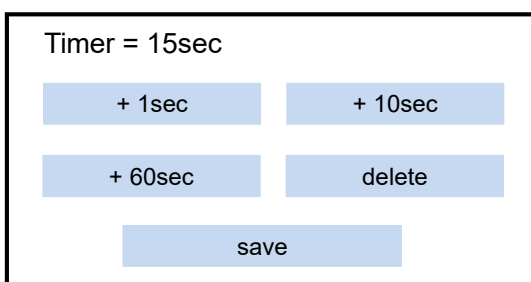 Timer = 15sec
+ 1sec + 10sec
+ 60sec delete
save